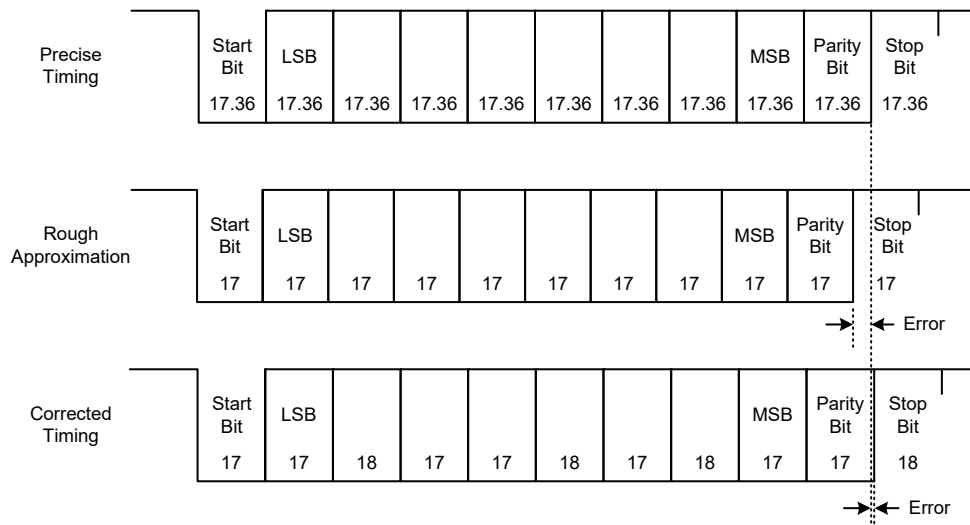 Precise
Timing
Start
Bit
LSB
MSB
Parity
Bit
Stop
Bit
17.36 17.36 17.36 17.36 17.36 17.36 17.36 17.36 17.36 17.36 17.36
Rough
Approximation
Start
Bit
LSB
MSB
Parity
Bit
Stop
Bit
17 17 17 17 17 17 17 17 17 17 17
Error
Corrected
Timing
Start
Bit
LSB
MSB
Parity
Bit
Stop
Bit
17 17 18 17 17 18 17 18 17 17 18
Error